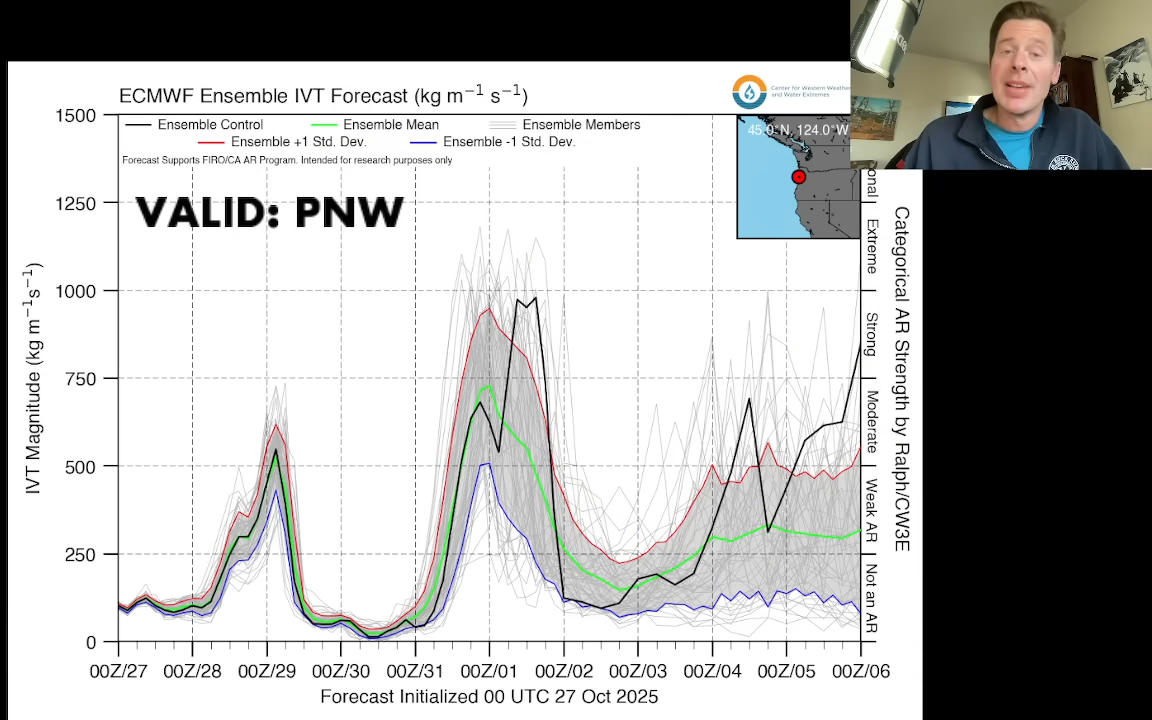 ECMWF Ensemble IVT Forecast (kg m⁻¹ s⁻¹)
Center for Western Weather
and Water Extremes
1500
1250
1000
750
500
250
0
IVT Magnitude (kg m⁻¹s⁻¹)
Ensemble Control
Ensemble Mean
Ensemble Members
Ensemble +1 Std. Dev.
Ensemble -1 Std. Dev.
Forecast Supports FIRO/CA AR Program. Intended for research purposes only
VALID: PNW
45.0°N, 124.0°W
onal
Extreme
Strong
Moderate
Weak AR
Not an AR
Categorical AR Strength by Ralph/CW3E
00Z/27 00Z/28 00Z/29 00Z/30 00Z/31 00Z/01 00Z/02 00Z/03 00Z/04 00Z/05 00Z/06
Forecast Initialized 00 UTC 27 Oct 2025